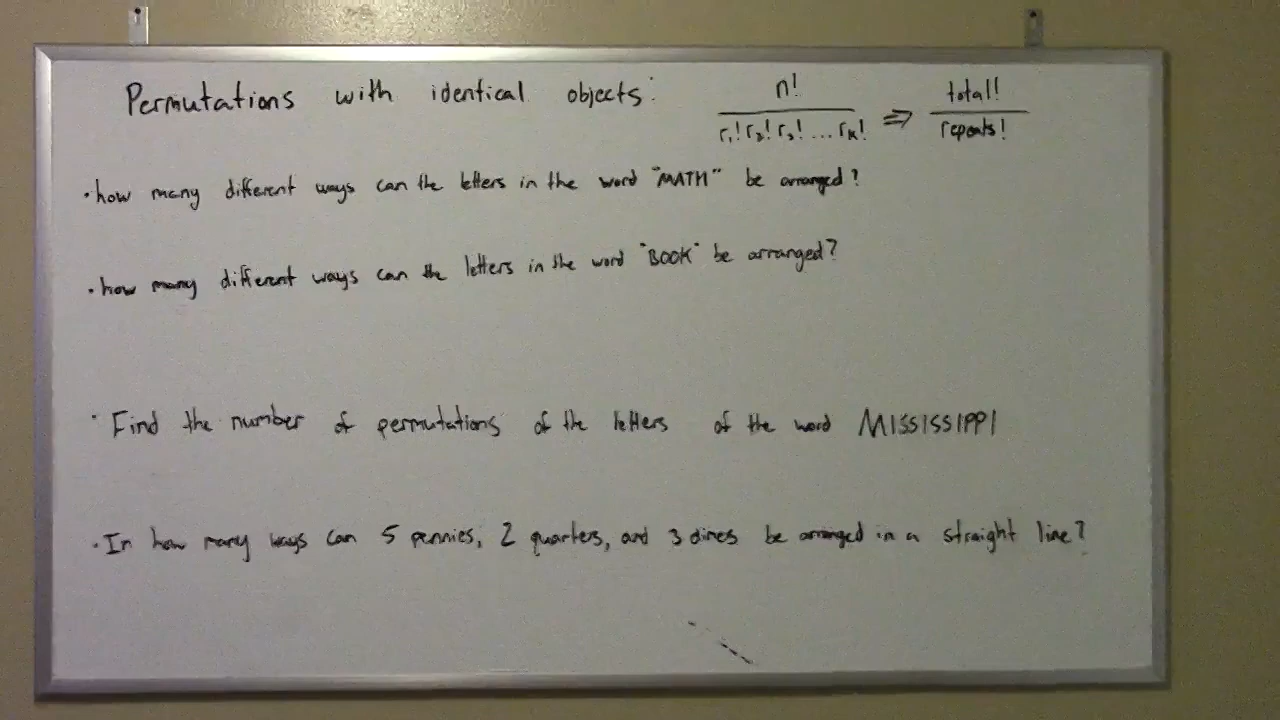 Permutations with identical objects: n! / r₁! r₂! r₃! ... rₖ! ⇒ total! / repeats!
• how many different ways can the letters in the word "MATH" be arranged?
• how many different ways can the letters in the word "BOOK" be arranged?
• Find the number of permutations of the letters of the word MISSISSIPPI
• In how many ways can 5 pennies, 2 quarters, and 3 dimes be arranged in a straight line?